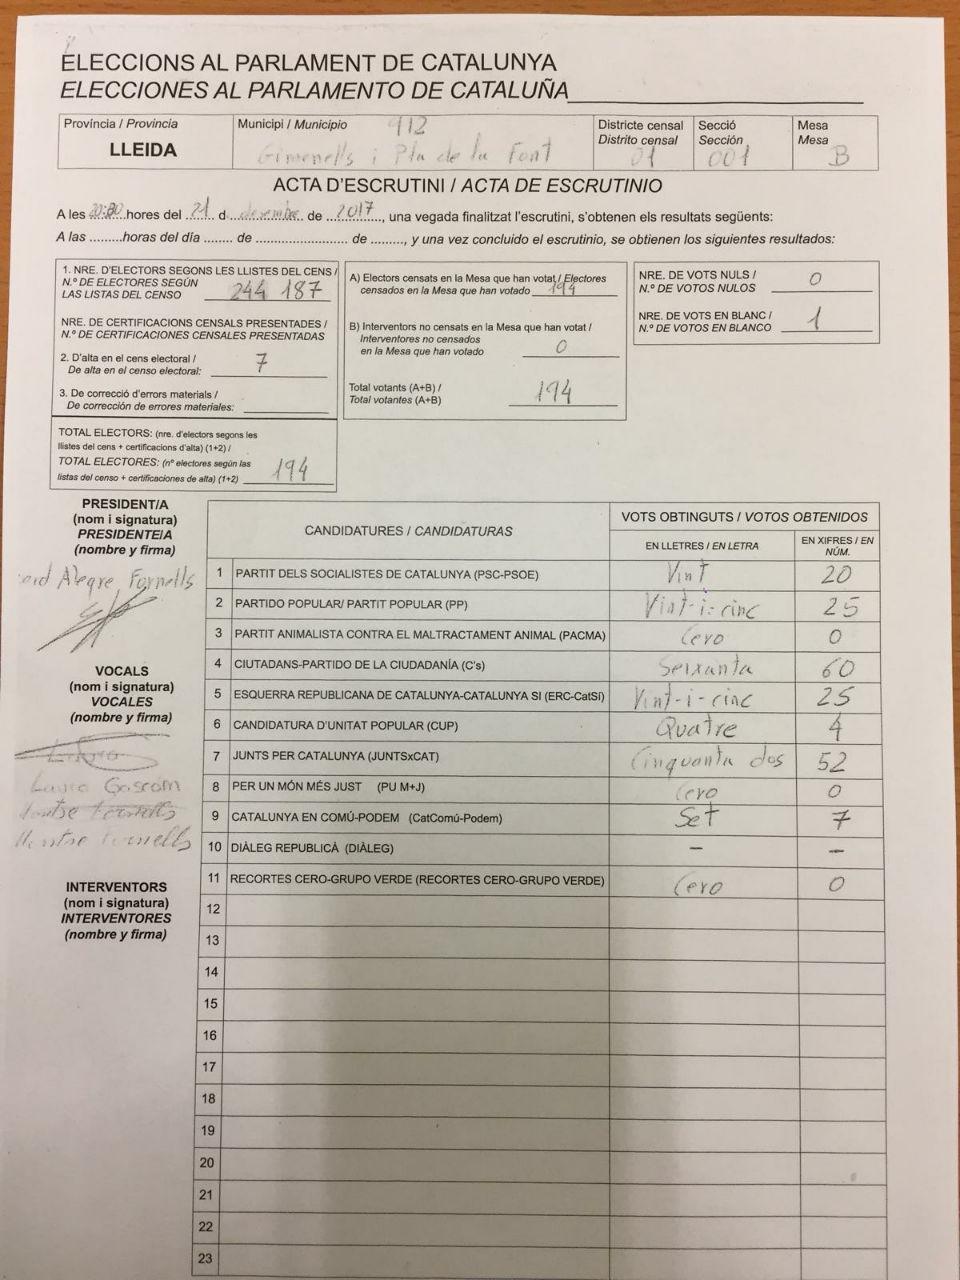 ELECCIONS AL PARLAMENT DE CATALUNYA
ELECCIONES AL PARLAMENTO DE CATALUÑA
Província / Provincia
LLEIDA
Municipi / Municipio 912
Gimenells i Pla de la Font
Districte censal
Distrito censal
01
Secció
Sección
001
Mesa
Mesa
B
ACTA D'ESCRUTINI / ACTA DE ESCRUTINIO
A les 20:80 hores del 21 d desembre de 2017, una vegada finalitzat l'escrutini, s'obtenen els resultats següents:
A las .........horas del día ....... de ...................... de ........, y una vez concluido el escrutinio, se obtienen los siguientes resultados:
1. NRE. D'ELECTORS SEGONS LES LLISTES DEL CENS /
N.º DE ELECTORES SEGÚN
LAS LISTAS DEL CENSO 244 187
NRE. DE CERTIFICACIONS CENSALS PRESENTADES /
N.º DE CERTIFICACIONES CENSALES PRESENTADAS
2. D'alta en el cens electoral /
De alta en el censo electoral: 7
3. De correcció d'errors materials /
De corrección de errores materiales:
TOTAL ELECTORS: (nre. d'electors segons les
llistes del cens + certificacions d'alta) (1+2) /
TOTAL ELECTORES: (nº electores según las
listas del censo + certificaciones de alta) (1+2) 194
A) Electors censats en la Mesa que han votat / Electores
censados en la Mesa que han votado 194
B) Interventors no censats en la Mesa que han votat /
Interventores no censados
en la Mesa que han votado 0
Total votants (A+B) /
Total votantes (A+B) 194
NRE. DE VOTS NULS /
N.º DE VOTOS NULOS 0
NRE. DE VOTS EN BLANC /
N.º DE VOTOS EN BLANCO 1
PRESIDENT/A
(nom i signatura)
PRESIDENTE/A
(nombre y firma)
Alegre Fornells
VOCALS
(nom i signatura)
VOCALES
(nombre y firma)
Laura Gascom
Montse Fornells
Montse Fornells
INTERVENTORS
(nom i signatura)
INTERVENTORES
(nombre y firma)
CANDIDATURES / CANDIDATURAS
VOTS OBTINGUTS / VOTOS OBTENIDOS
EN LLETRES / EN LETRA
EN XIFRES / EN NÚM.
1 PARTIT DELS SOCIALISTES DE CATALUNYA (PSC-PSOE) Vint 20
2 PARTIDO POPULAR/ PARTIT POPULAR (PP) Vint-i-cinc 25
3 PARTIT ANIMALISTA CONTRA EL MALTRACTAMENT ANIMAL (PACMA) Cero 0
4 CIUTADANS-PARTIDO DE LA CIUDADANÍA (C's) Seixanta 60
5 ESQUERRA REPUBLICANA DE CATALUNYA-CATALUNYA SI (ERC-CatSí) Vint-i-cinc 25
6 CANDIDATURA D'UNITAT POPULAR (CUP) Quatre 4
7 JUNTS PER CATALUNYA (JUNTSxCAT) Cinquanta dos 52
8 PER UN MÓN MÉS JUST (PU M+J) Cero 0
9 CATALUNYA EN COMÚ-PODEM (CatComú-Podem) Set 7
10 DIÀLEG REPUBLICÀ (DIÀLEG) – –
11 RECORTES CERO-GRUPO VERDE (RECORTES CERO-GRUPO VERDE) Cero 0
12
13
14
15
16
17
18
19
20
21
22
23